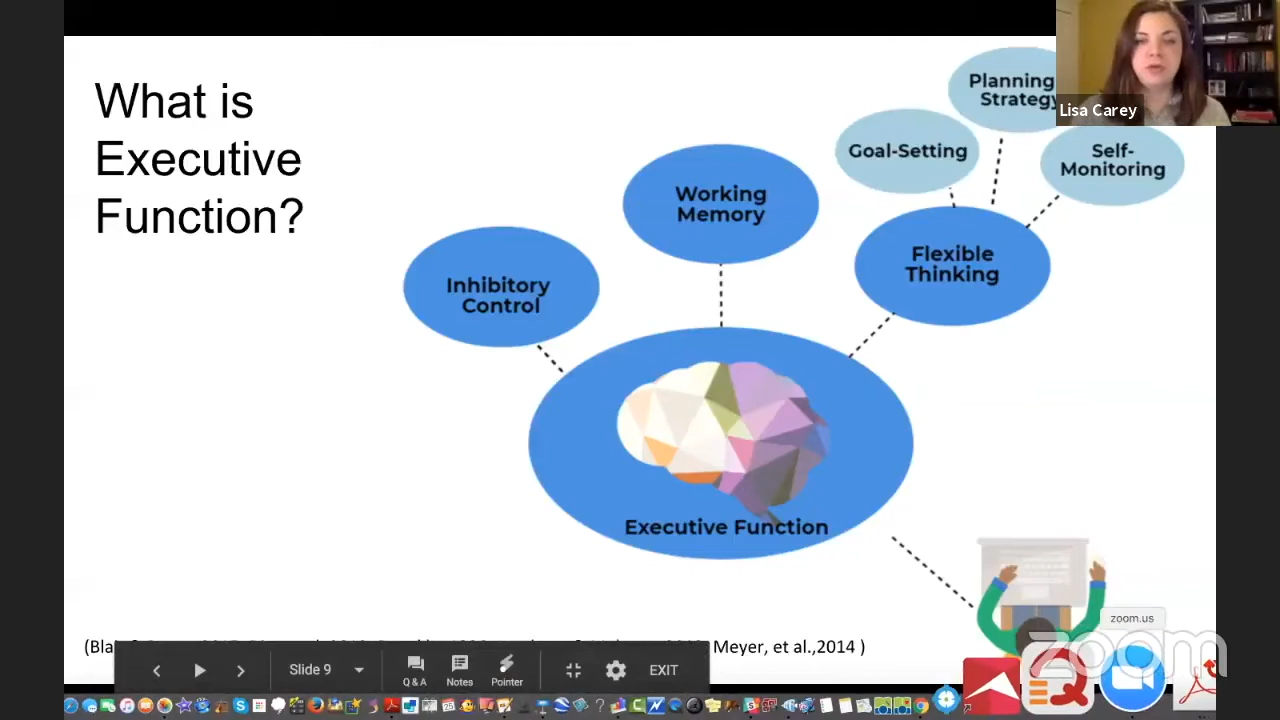 What is
Executive
Function?
Planning
Strategy
Lisa Carey
Goal-Setting
Self-
Monitoring
Working
Memory
Flexible
Thinking
Inhibitory
Control
Executive Function
zoom.us
zoom
Meyer, et al.,2014 )
Slide 9
Q & A
Notes
Pointer
EXIT